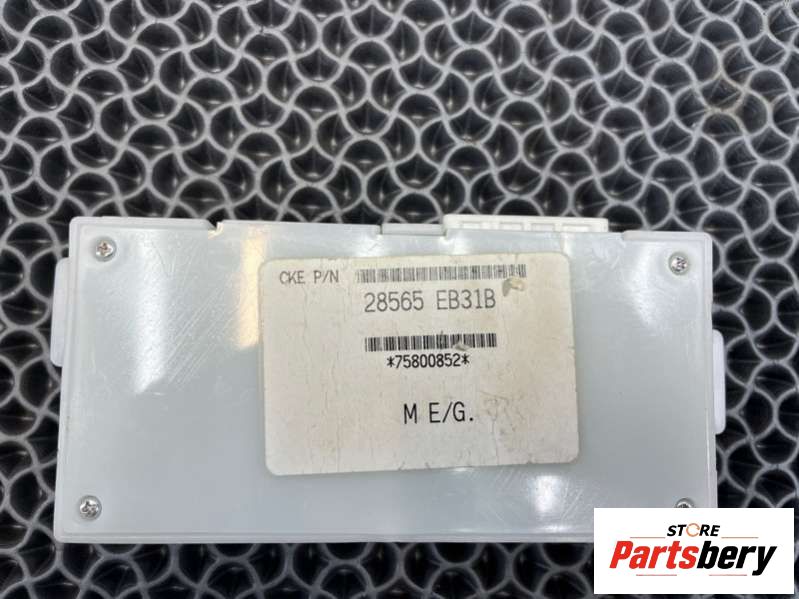 CKE P/N
28565 EB31B
*75800852*
M E/G.
STORE
Partsbery